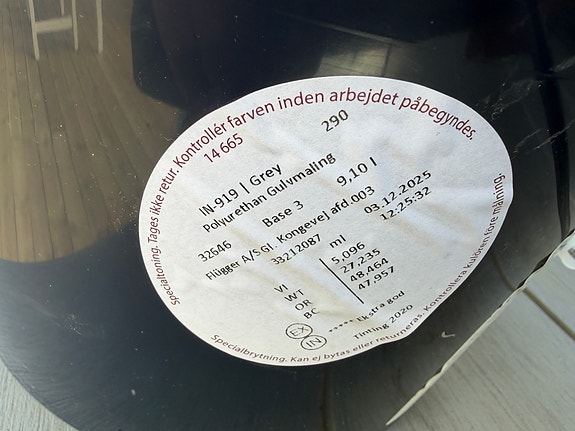 Specialtoning. Tages ikke retur. Kontrollér farven inden arbejdet påbegyndes.
14 665
290
IN-919 | Grey
Polyurethan Gulvmaling
Base 3 9,10 l
32646
Flügger A/S Gl. Kongevej afd.003
33212087 03.12.2025
12:25:32
ml
VI 5,096
WT 27,235
OR 48,464
BC 47,957
EX ***** Ekstra god
IN Tinting 2020
Specialbrytning. Kan ej bytas eller returneras. Kontrollera kulören före målning.